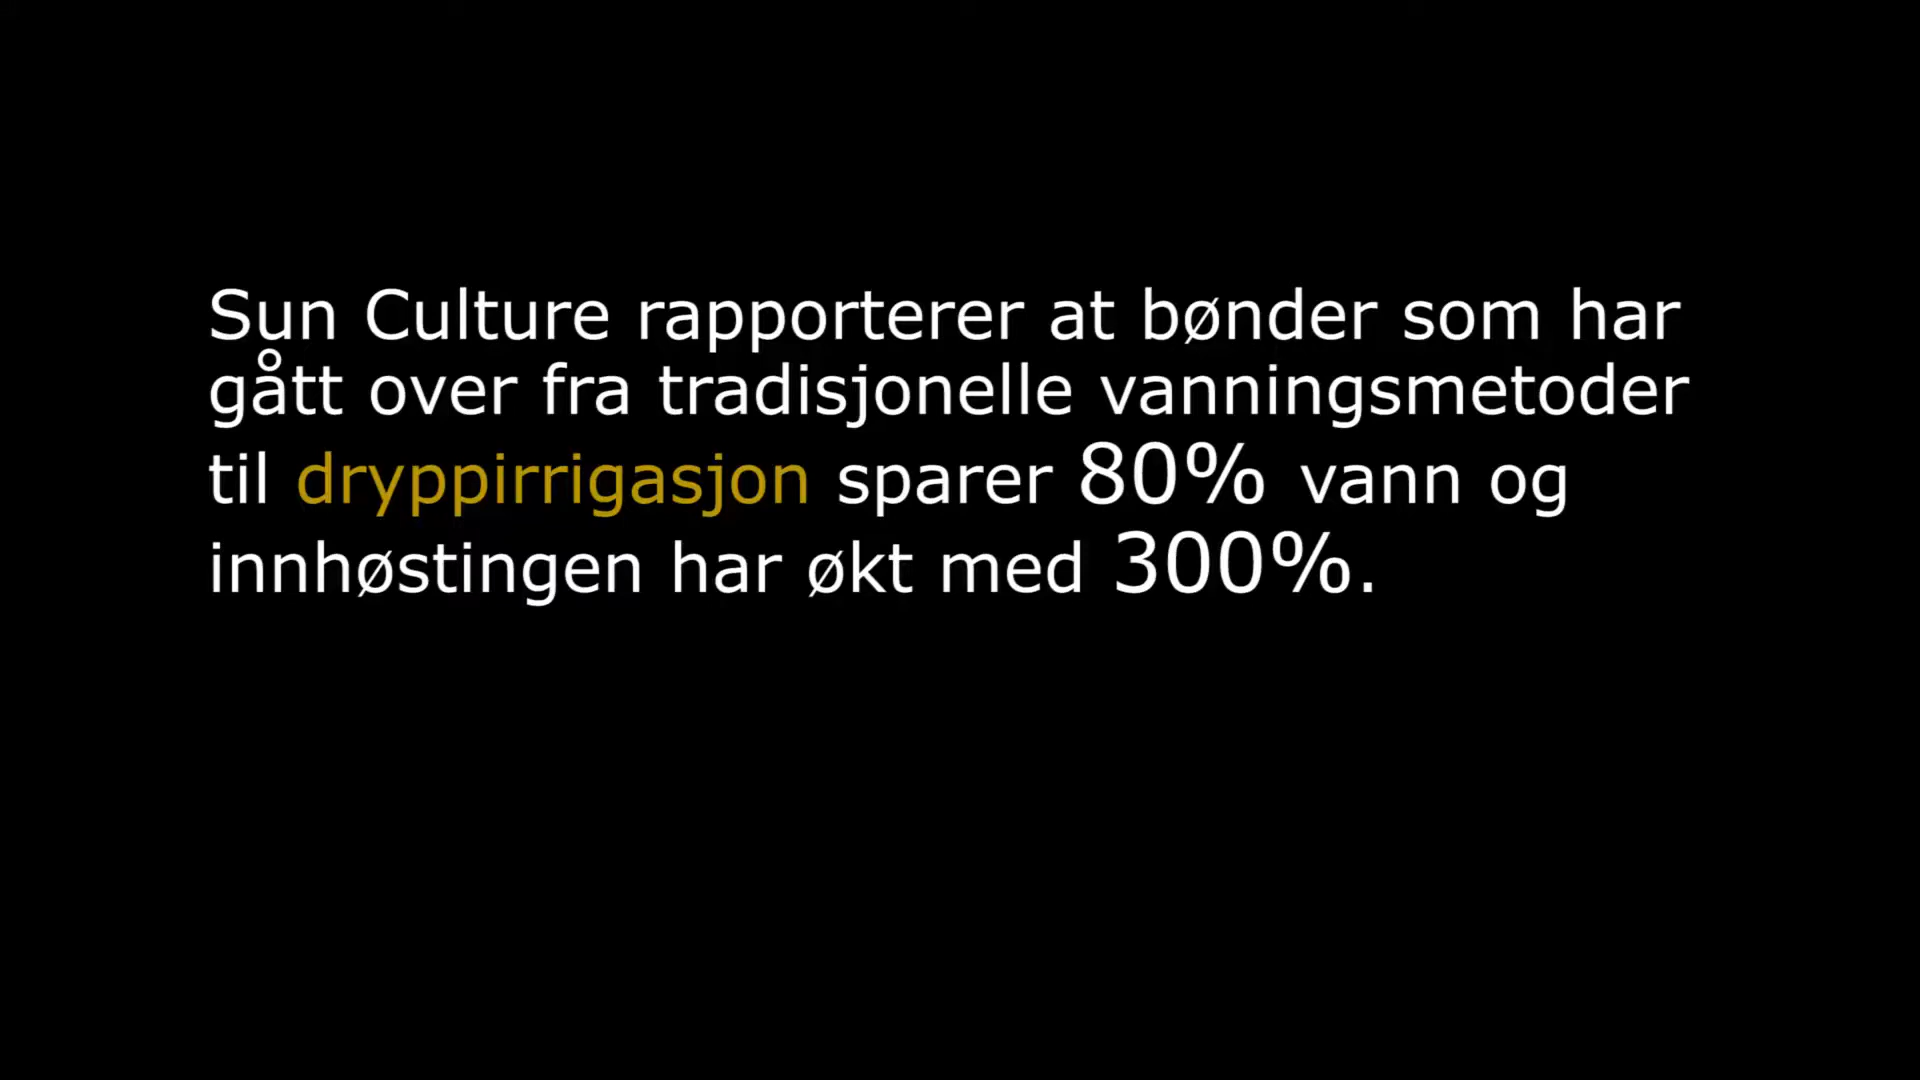 Sun Culture rapporterer at bønder som har
gått over fra tradisjonelle vanningsmetoder
til dryppirrigasjon sparer 80% vann og
innhøstingen har økt med 300%.